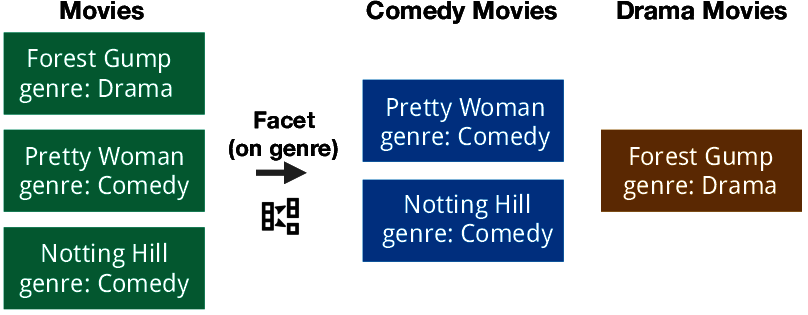 Movies
Forest Gump
genre: Drama
Pretty Woman
genre: Comedy
Notting Hill
genre: Comedy
Facet
(on genre)
Comedy Movies
Pretty Woman
genre: Comedy
Notting Hill
genre: Comedy
Drama Movies
Forest Gump
genre: Drama